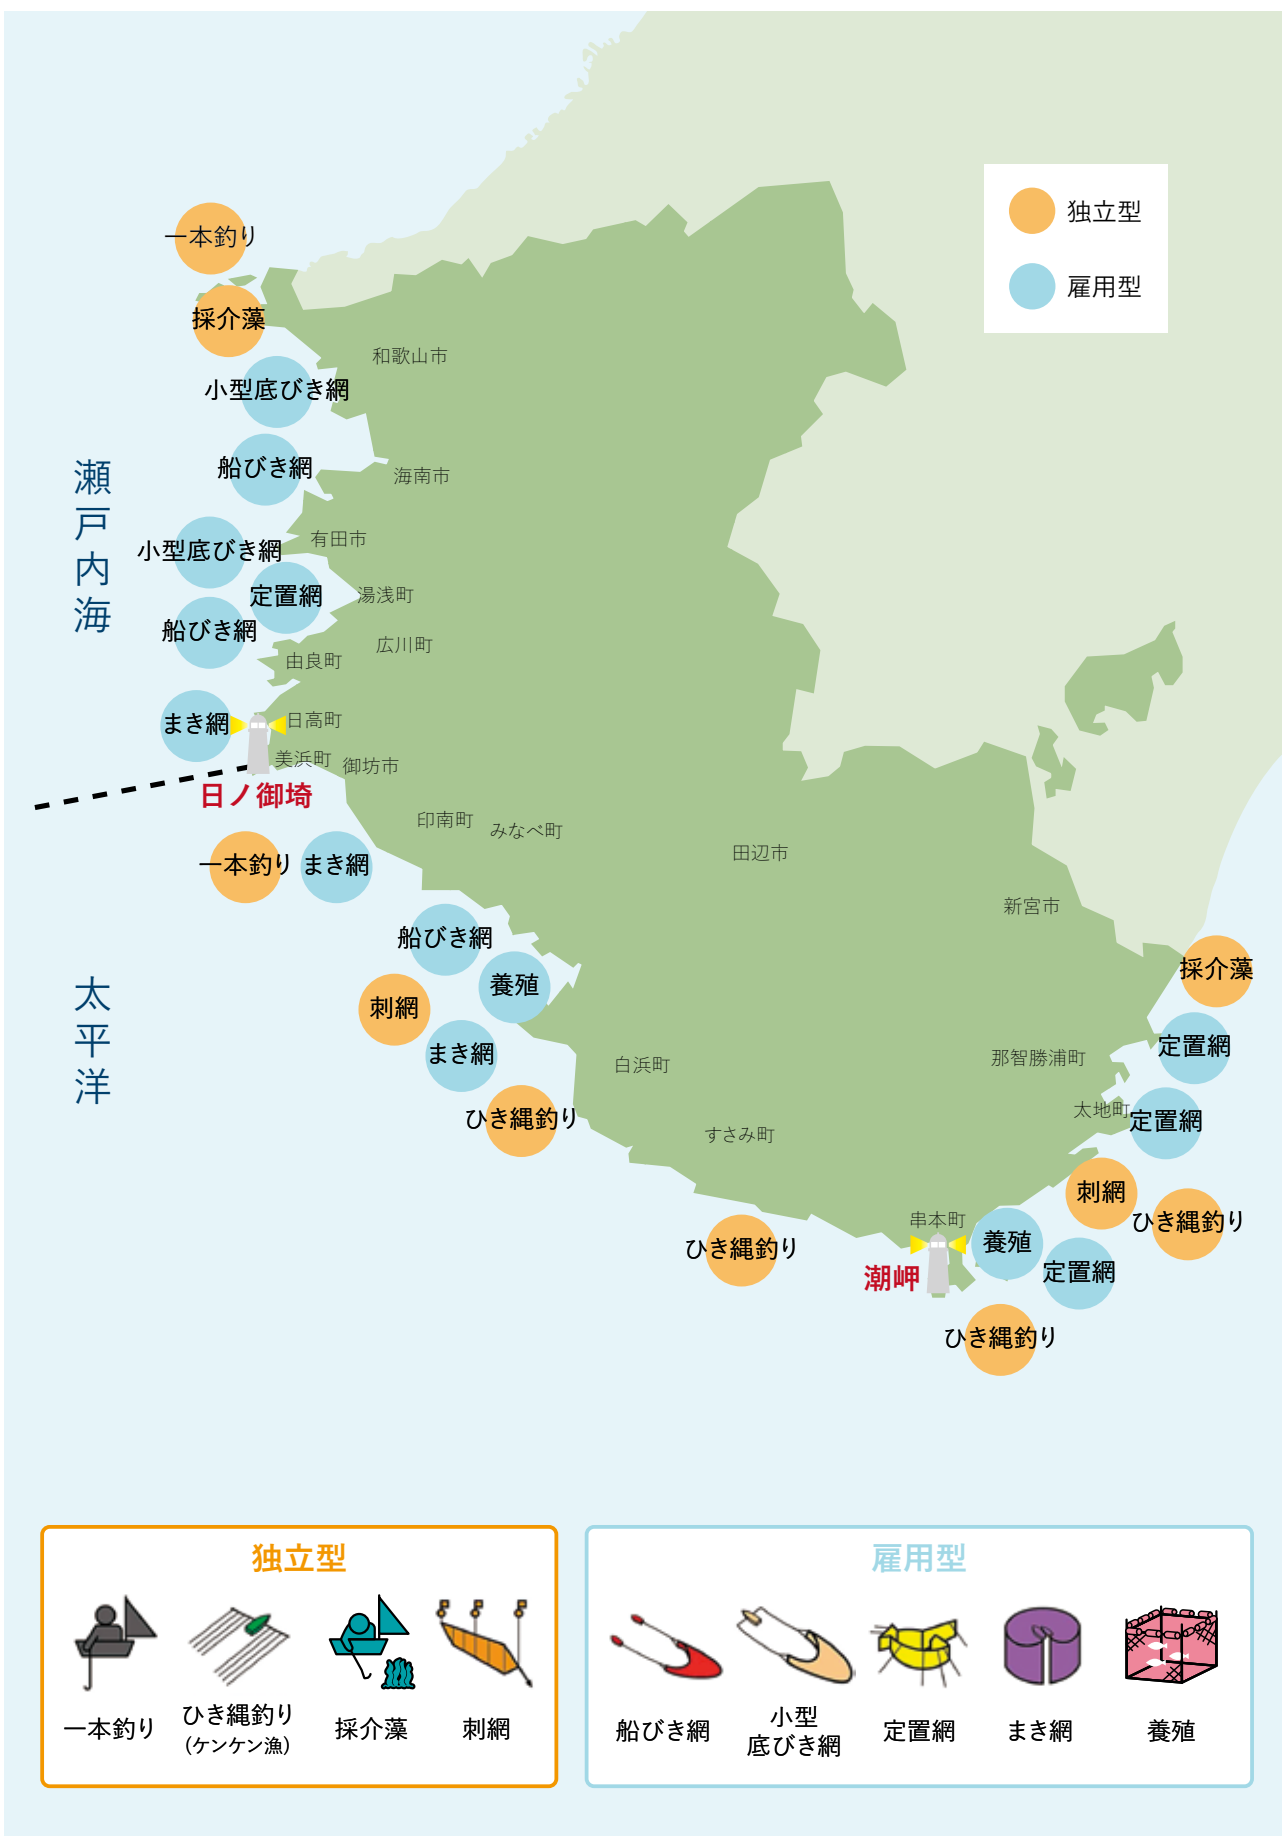 独立型
雇用型
一本釣り
採介藻
和歌山市
小型底びき網
船びき網
海南市
瀬戸内海
有田市
小型底びき網
定置網
湯浅町
船びき網
広川町
由良町
まき網
日高町
美浜町
御坊市
日ノ御埼
印南町
みなべ町
田辺市
一本釣り
まき網
新宮市
船びき網
採介藻
養殖
刺網
太平洋
まき網
定置網
白浜町
那智勝浦町
太地町
定置網
ひき縄釣り
すさみ町
刺網
串本町
ひき縄釣り
養殖
ひき縄釣り
潮岬
定置網
ひき縄釣り
独立型
一本釣り
ひき縄釣り
(ケンケン漁)
採介藻
刺網
雇用型
船びき網
小型
底びき網
定置網
まき網
養殖